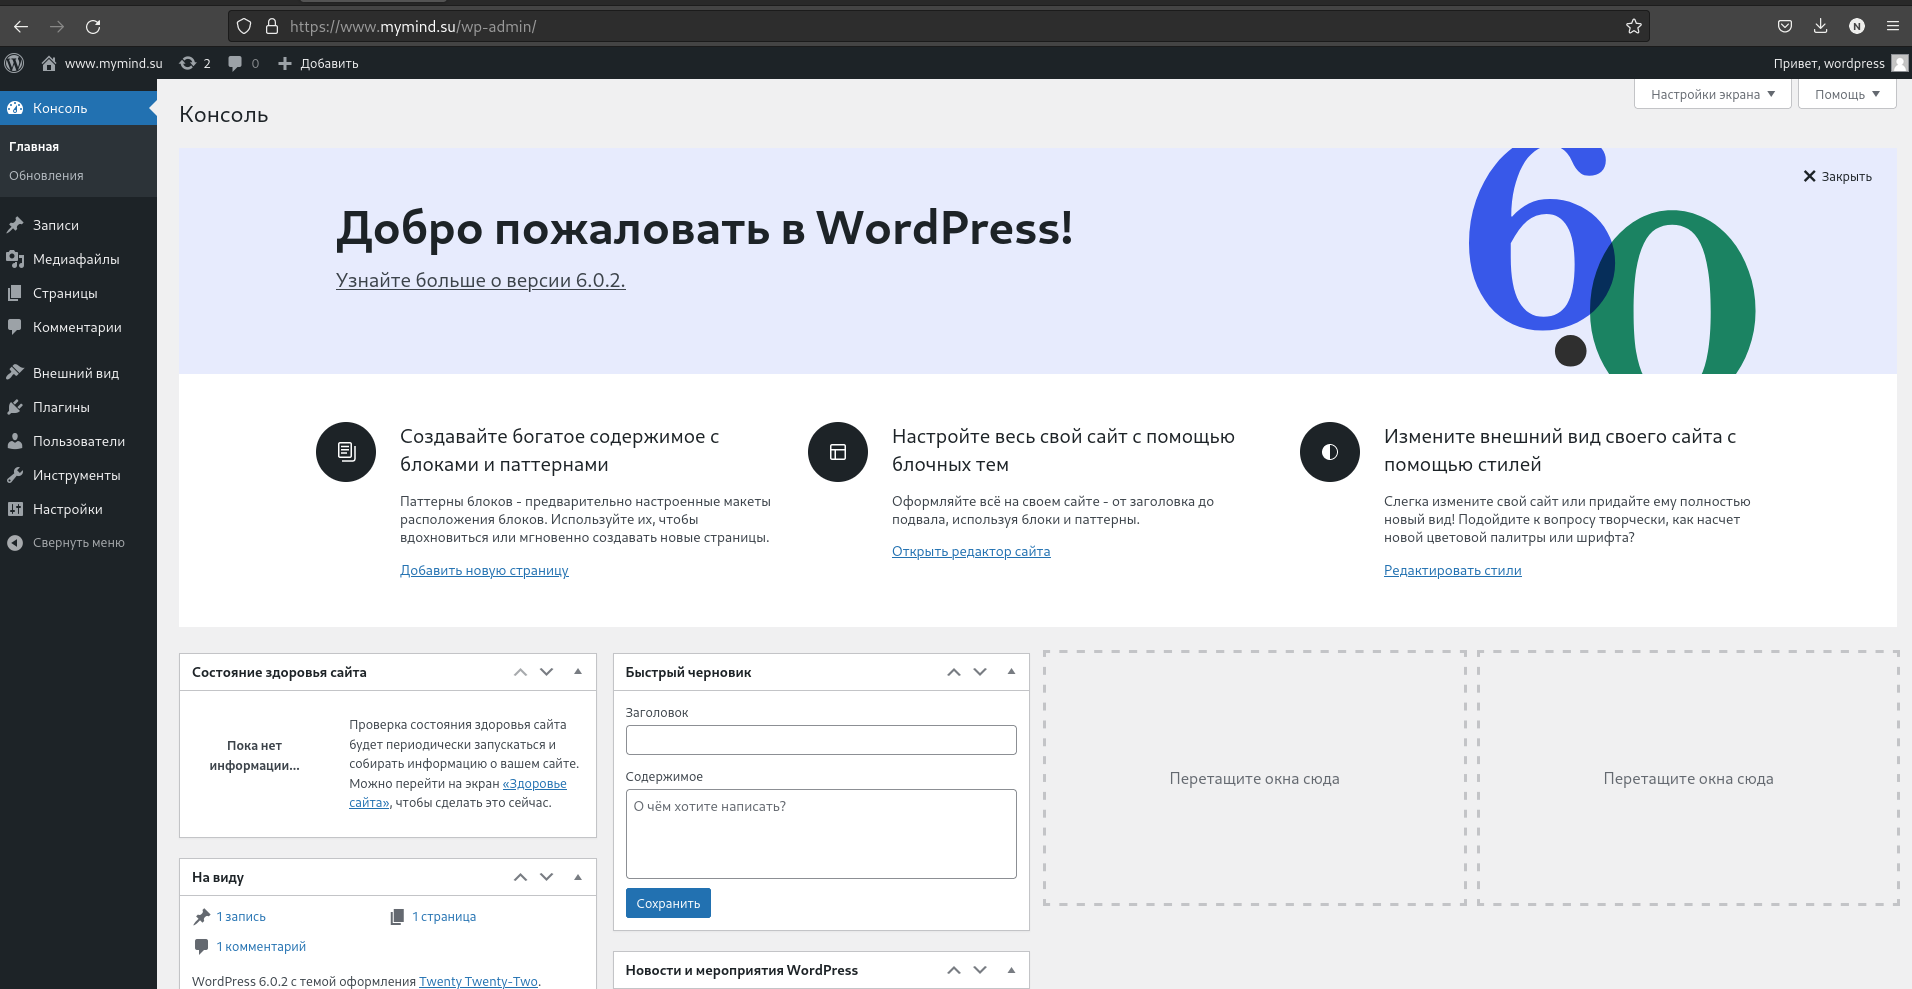 https://www.mymind.su/wp-admin/
N
www.mymind.su
2
0
Добавить
Привет, wordpress
Консоль
Главная
Обновления
Записи
Медиафайлы
Страницы
Комментарии
Внешний вид
Плагины
Пользователи
Инструменты
Настройки
Свернуть меню
Настройки экрана
Помощь
Консоль
Закрыть
Добро пожаловать в WordPress!
Узнайте больше о версии 6.0.2.
6.0
Создавайте богатое содержимое с
блоками и паттернами
Паттерны блоков - предварительно настроенные макеты
расположения блоков. Используйте их, чтобы
вдохновиться или мгновенно создавать новые страницы.
Добавить новую страницу
Настройте весь свой сайт с помощью
блочных тем
Оформляйте всё на своем сайте - от заголовка до
подвала, используя блоки и паттерны.
Открыть редактор сайта
Измените внешний вид своего сайта с
помощью стилей
Слегка измените свой сайт или придайте ему полностью
новый вид! Подойдите к вопросу творчески, как насчет
новой цветовой палитры или шрифта?
Редактировать стили
Состояние здоровья сайта
Пока нет
информации...
Проверка состояния здоровья сайта
будет периодически запускаться и
собирать информацию о вашем сайте.
Можно перейти на экран «Здоровье
сайта», чтобы сделать это сейчас.
На виду
1 запись
1 страница
1 комментарий
WordPress 6.0.2 с темой оформления Twenty Twenty-Two.
Быстрый черновик
Заголовок
Содержимое
О чём хотите написать?
Сохранить
Новости и мероприятия WordPress
Перетащите окна сюда
Перетащите окна сюда